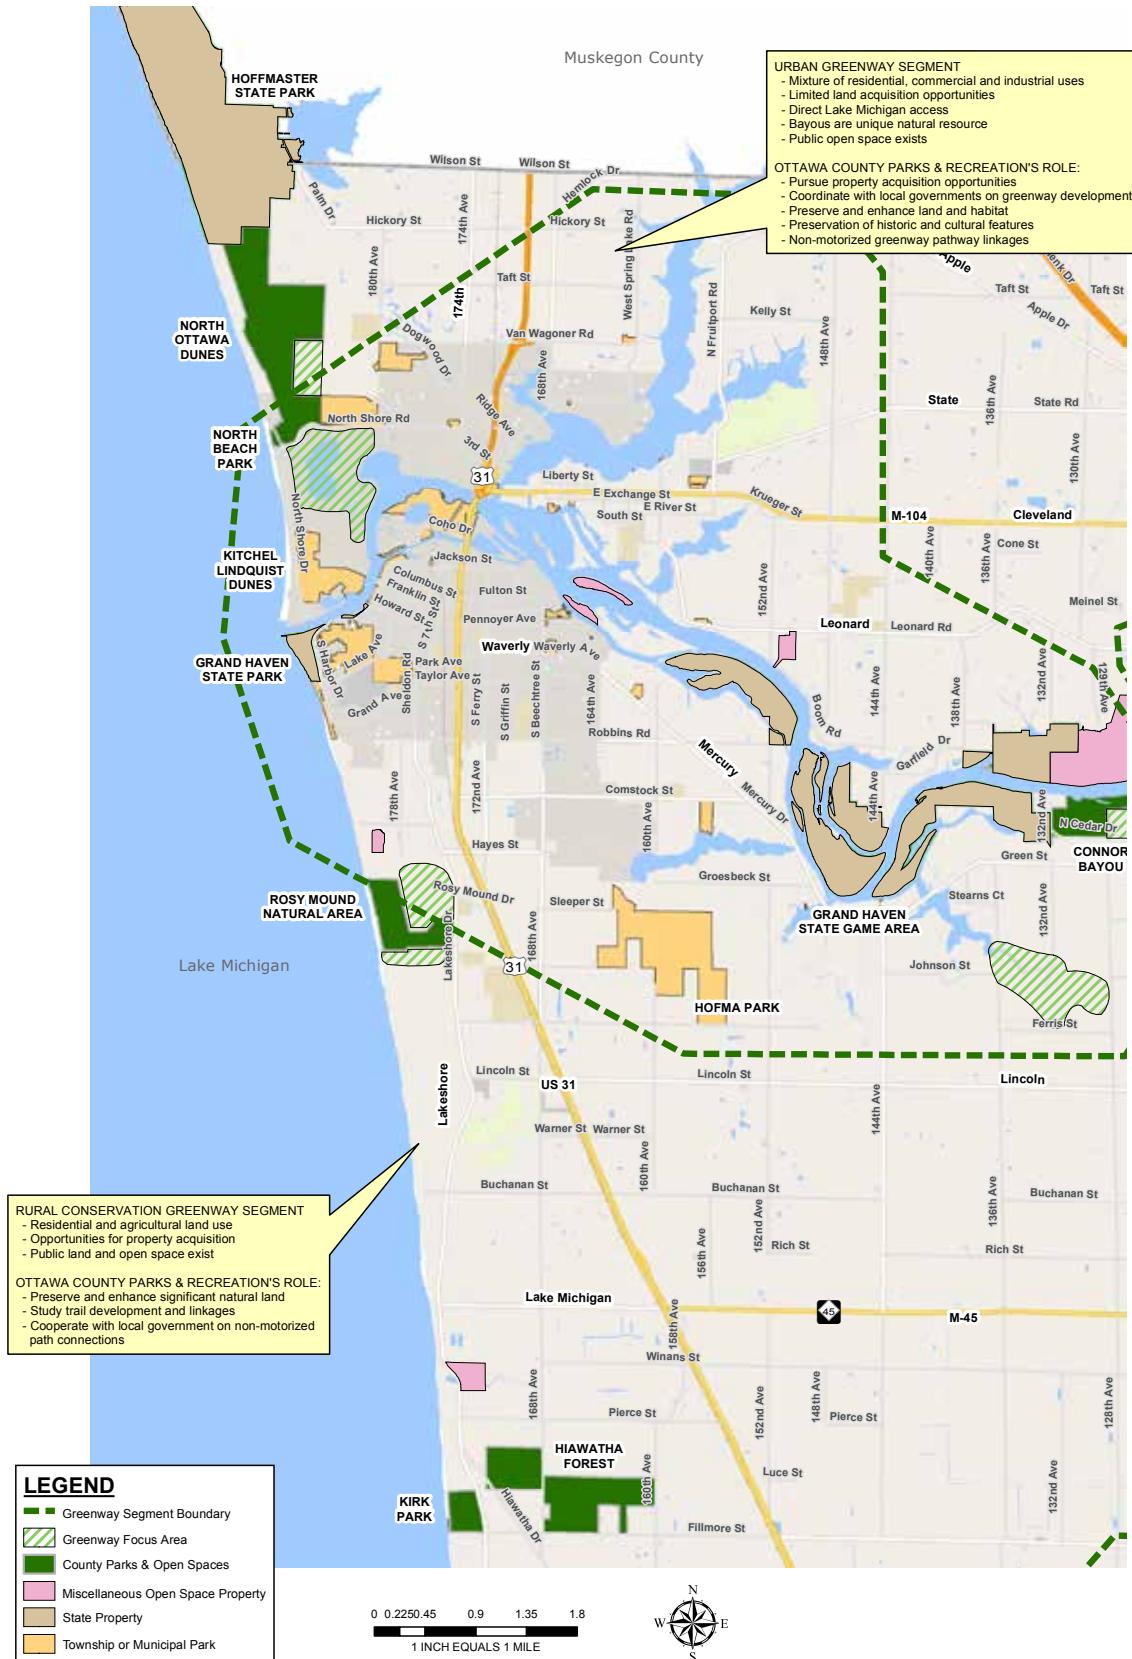 Muskegon County
HOFFMASTER
STATE PARK
URBAN GREENWAY SEGMENT
- Mixture of residential, commercial and industrial uses
- Limited land acquisition opportunities
- Direct Lake Michigan access
- Bayous are unique natural resource
- Public open space exists
OTTAWA COUNTY PARKS & RECREATION'S ROLE:
- Pursue property acquisition opportunities
- Coordinate with local governments on greenway development
- Preserve and enhance land and habitat
- Preservation of historic and cultural features
- Non-motorized greenway pathway linkages
Wilson St
Wilson St
Hemlock Dr
Palm Dr
Hickory St
174th Ave
Hickory St
West Spring Lake Rd
180th Ave
Taft St
174th
Apple
Taft St
Taft St
Apple Dr
N Fruitport Rd
Kelly St
148th Ave
NORTH
OTTAWA
DUNES
Dogwood Dr
Van Wagoner Rd
168th Ave
136th Ave
State
State Rd
Ridge Ave
North Shore Rd
3rd St
130th Ave
NORTH
BEACH
PARK
31
Liberty St
E Exchange St
E River St
South St
Krueger St
M-104
Cleveland
North Shore Dr
Coho Dr
Jackson St
Cone St
140th Ave
136th Ave
KITCHEL
LINDQUIST
DUNES
Columbus St
Franklin St
Howard St
Fulton St
S 7th St
Pennoyer Ave
152nd Ave
Meinel St
Leonard
Leonard Rd
Waverly
Waverly Ave
GRAND HAVEN
STATE PARK
S Harbor Dr
Lake Ave
Grand Ave
Sheldon Rd
Park Ave
Taylor Ave
S Ferry St
S Griffin St
S Beechtree St
164th Ave
Robbins Rd
Boom Rd
144th Ave
138th Ave
132nd Ave
129th Ave
Garfield Dr
Mercury
Mercury Dr
178th Ave
172nd Ave
Comstock St
160th Ave
144th Ave
132nd Ave
N Cedar Dr
CONNOR
BAYOU
Hayes St
Green St
Groesbeck St
Rosy Mound Dr
Sleeper St
Stearns Ct
ROSY MOUND
NATURAL AREA
GRAND HAVEN
STATE GAME AREA
132nd Ave
Lakeshore Dr
168th Ave
31
Lake Michigan
Johnson St
HOFMA PARK
Ferris St
Lakeshore
Lincoln St
US 31
Lincoln St
Lincoln
144th Ave
Warner St
Warner St
160th Ave
Buchanan St
Buchanan St
136th Ave
Buchanan St
RURAL CONSERVATION GREENWAY SEGMENT
- Residential and agricultural land use
- Opportunities for property acquisition
- Public land and open space exist
OTTAWA COUNTY PARKS & RECREATION'S ROLE:
- Preserve and enhance significant natural land
- Study trail development and linkages
- Cooperate with local government on non-motorized
path connections
156th Ave
152nd Ave
Rich St
Rich St
Lake Michigan
45
M-45
158th Ave
Winans St
168th Ave
152nd Ave
148th Ave
128th Ave
Pierce St
Pierce St
HIAWATHA
FOREST
Luce St
160th Ave
132nd Ave
KIRK
PARK
Hiawatha Dr
Fillmore St
LEGEND
Greenway Segment Boundary
Greenway Focus Area
County Parks & Open Spaces
Miscellaneous Open Space Property
State Property
Township or Municipal Park
0 0.225 0.45 0.9 1.35 1.8
1 INCH EQUALS 1 MILE
N
W E
S